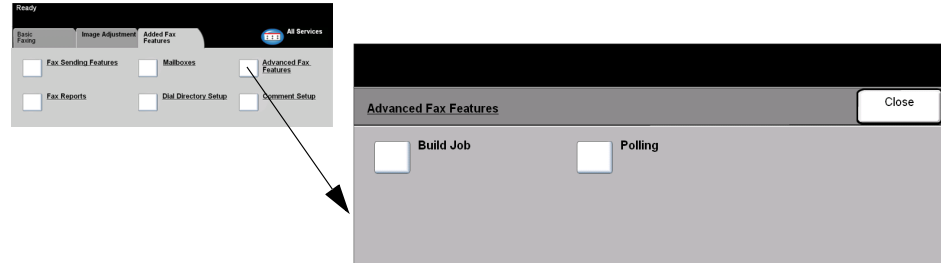 Ready
Basic Faxing
Image Adjustment
Added Fax Features
All Services
Fax Sending Features
Mailboxes
Advanced Fax Features
Fax Reports
Dial Directory Setup
Comment Setup
Advanced Fax Features
Close
Build Job
Polling